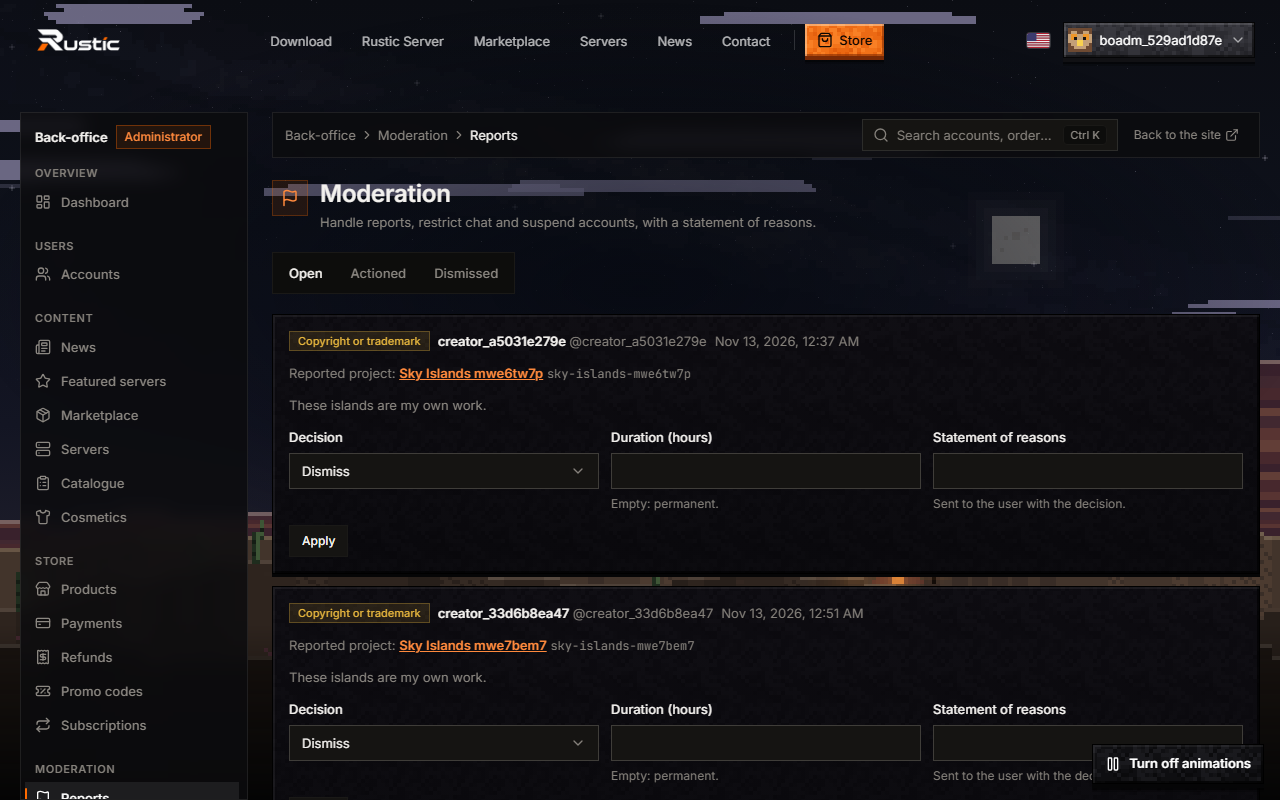 Rustic
Download
Rustic Server
Marketplace
Servers
News
Contact
Store
boadm_529ad1d87e
Back-office
Administrator
OVERVIEW
Dashboard
USERS
Accounts
CONTENT
News
Featured servers
Marketplace
Servers
Catalogue
Cosmetics
STORE
Products
Payments
Refunds
Promo codes
Subscriptions
MODERATION
Reports
Back-office > Moderation > Reports
Search accounts, order...
Ctrl K
Back to the site
Moderation
Handle reports, restrict chat and suspend accounts, with a statement of reasons.
Open
Actioned
Dismissed
Copyright or trademark creator_a5031e279e @creator_a5031e279e Nov 13, 2026, 12:37 AM
Reported project: Sky Islands mwe6tw7p sky-islands-mwe6tw7p
These islands are my own work.
Decision
Duration (hours)
Statement of reasons
Dismiss
Empty: permanent.
Sent to the user with the decision.
Apply
Copyright or trademark creator_33d6b8ea47 @creator_33d6b8ea47 Nov 13, 2026, 12:51 AM
Reported project: Sky Islands mwe7bem7 sky-islands-mwe7bem7
These islands are my own work.
Decision
Duration (hours)
Statement of reasons
Dismiss
Empty: permanent.
Sent to the user with the
Turn off animations